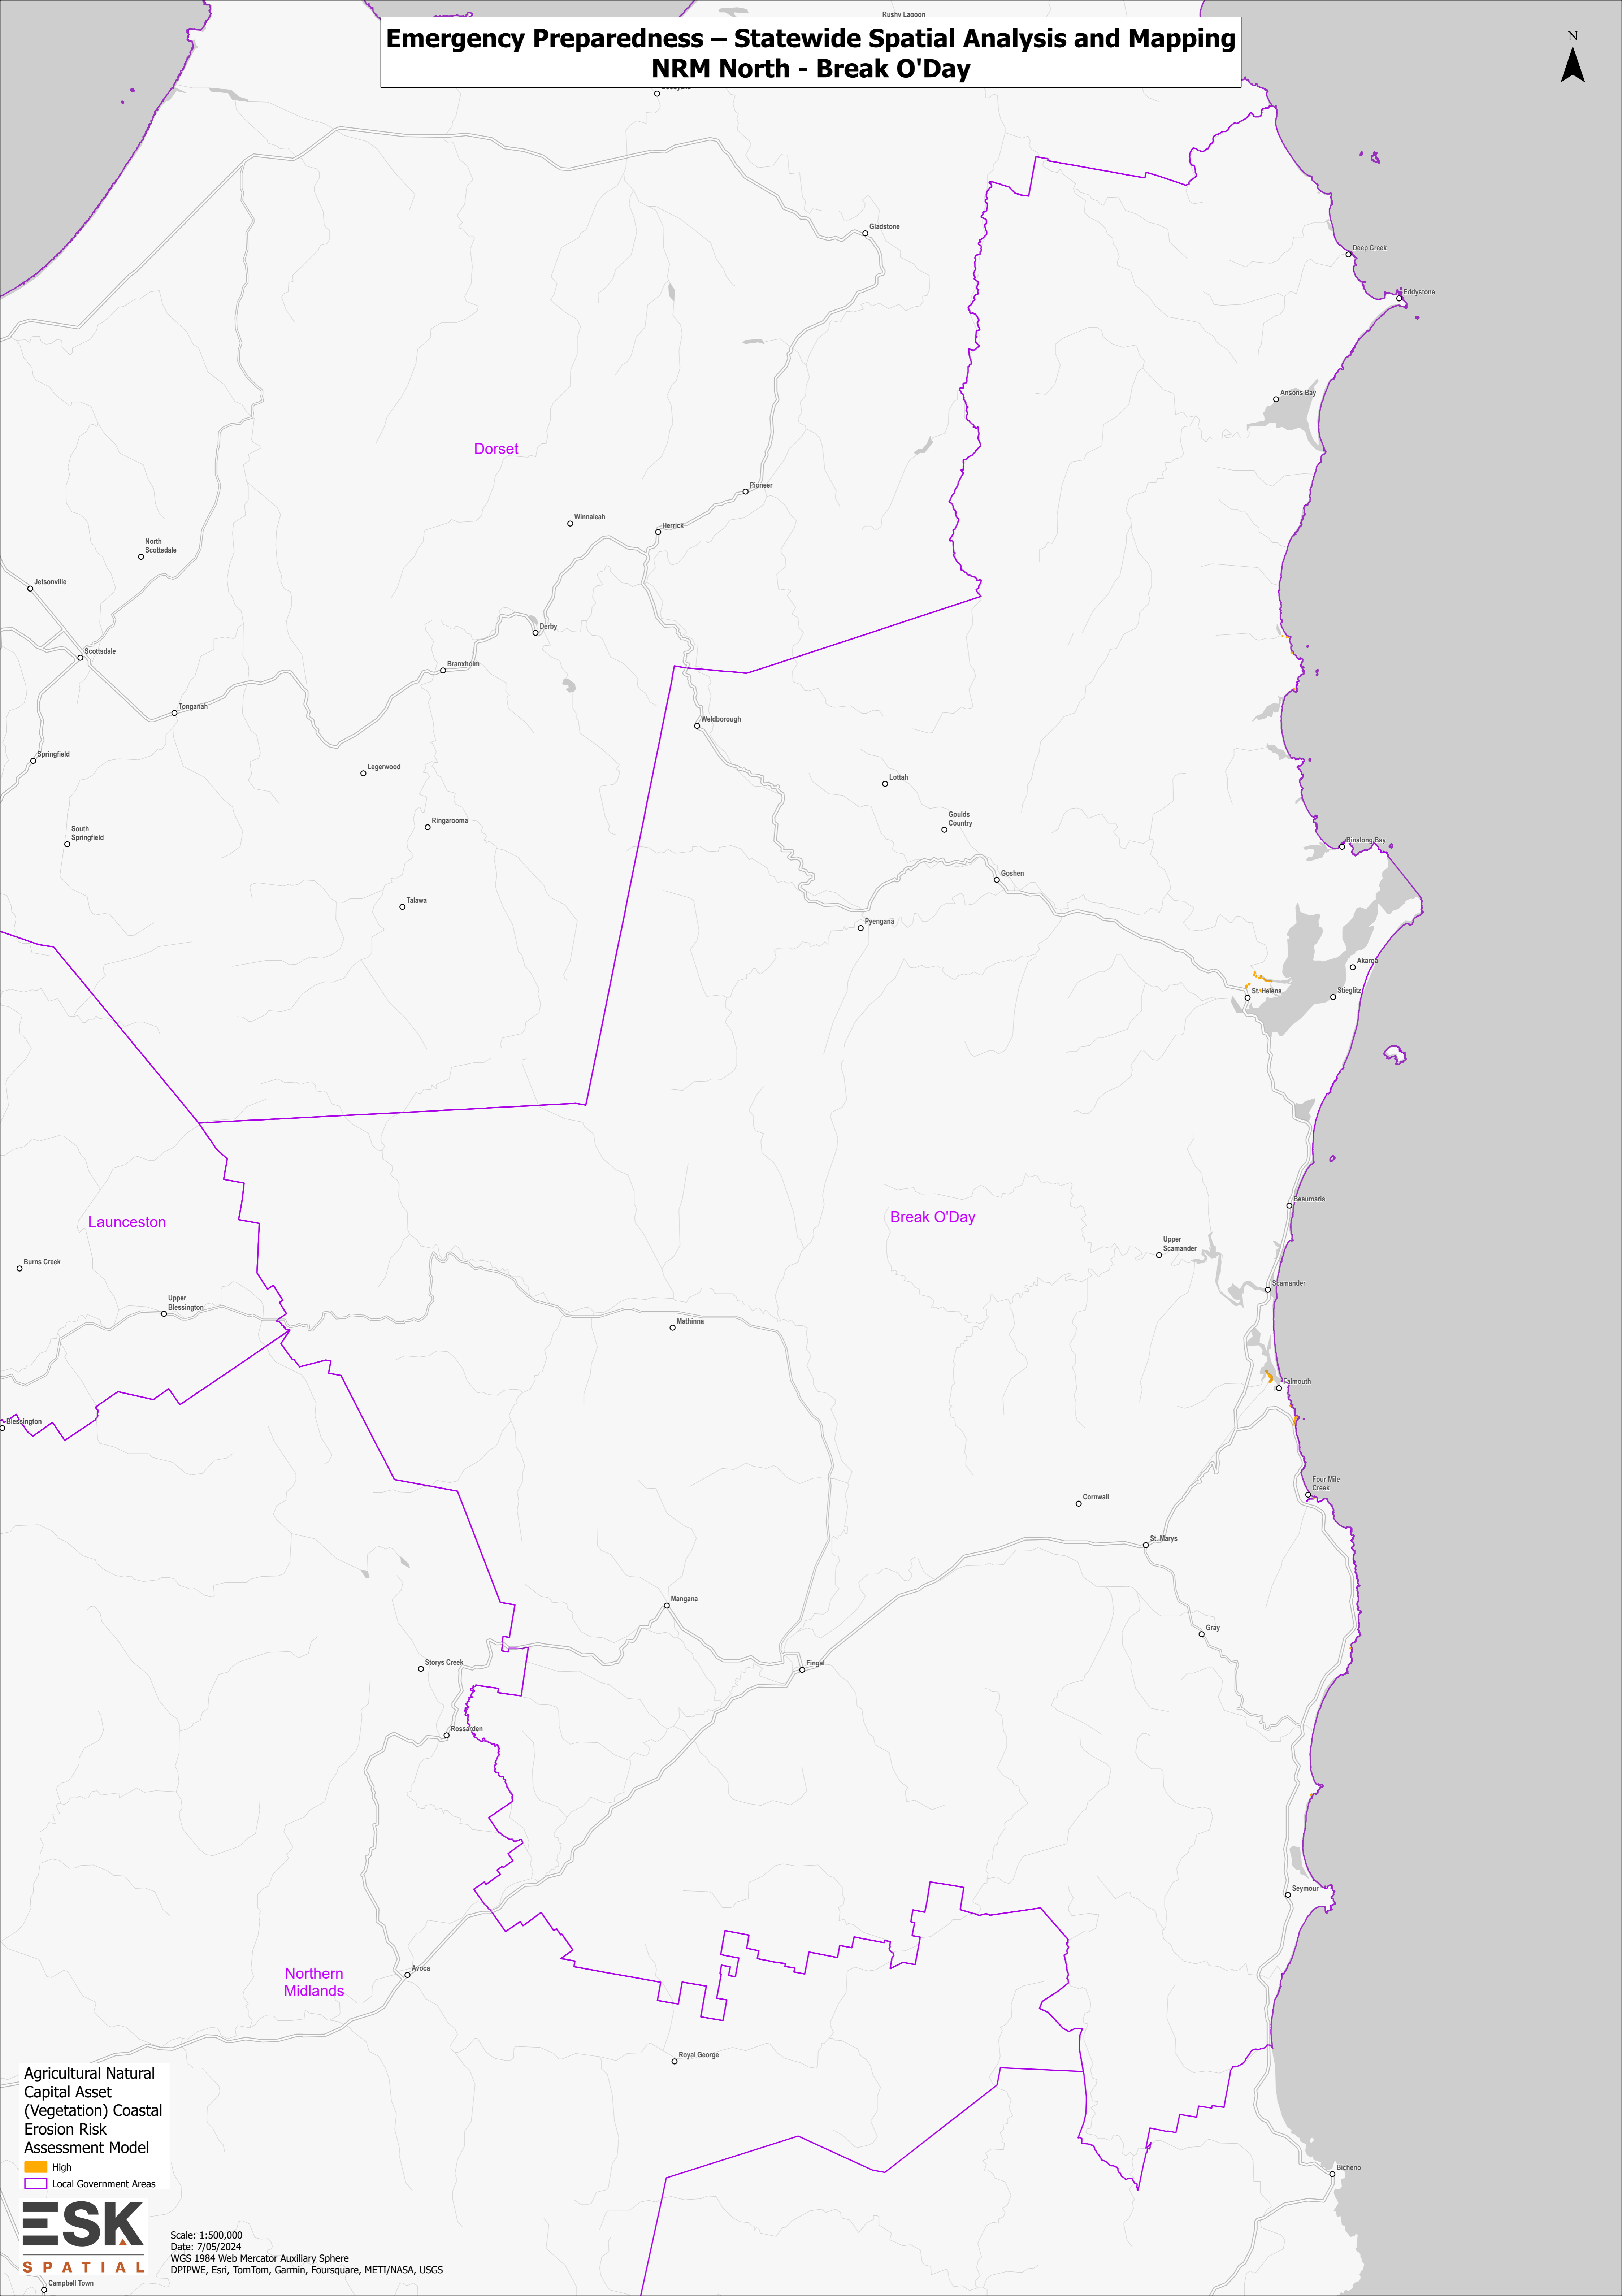 Rushy Lagoon
Emergency Preparedness – Statewide Spatial Analysis and Mapping
NRM North - Break O'Day
N
Gladstone
Deep Creek
Eddystone
Ansons Bay
Dorset
Pioneer
Winnaleah
Herrick
North
Scottsdale
Jetsonville
Derby
Scottsdale
Branxholm
Tonganah
Weldborough
Springfield
Legerwood
Lottah
Goulds
Country
Ringarooma
South
Springfield
Binalong Bay
Goshen
Talawa
Pyengana
Akaroa
St. Helens
Stieglitz
Beaumaris
Break O'Day
Launceston
Upper
Scamander
Burns Creek
Scamander
Upper
Blessington
Mathinna
Falmouth
Blessington
Four Mile
Creek
Cornwall
St. Marys
Mangana
Gray
Storys Creek
Fingal
Rossarden
Seymour
Avoca
Northern
Midlands
Royal George
Bicheno
Agricultural Natural
Capital Asset
(Vegetation) Coastal
Erosion Risk
Assessment Model
High
Local Government Areas
ESK
SPATIAL
Scale: 1:500,000
Date: 7/05/2024
WGS 1984 Web Mercator Auxiliary Sphere
DPIPWE, Esri, TomTom, Garmin, Foursquare, METI/NASA, USGS
Campbell Town